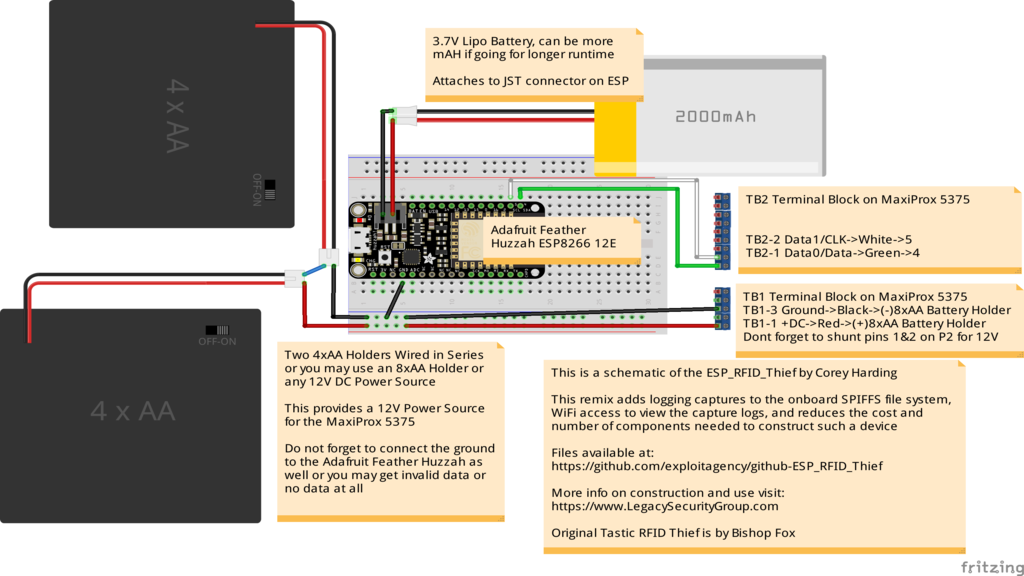 3.7V Lipo Battery, can be more
mAH if going for longer runtime
Attaches to JST connector on ESP
4 x AA
OFF-ON
2000mAh
TB2 Terminal Block on MaxiProx 5375
TB2-2 Data1/CLK->White->5
TB2-1 Data0/Data->Green->4
Adafruit Feather
Huzzah ESP8266 12E
TB1 Terminal Block on MaxiProx 5375
TB1-3 Ground->Black->(-)8xAA Battery Holder
TB1-1 +DC->Red->(+)8xAA Battery Holder
Dont forget to shunt pins 1&2 on P2 for 12V
OFF-ON
4 x AA
Two 4xAA Holders Wired in Series
or you may use an 8xAA Holder or
any 12V DC Power Source
This provides a 12V Power Source
for the MaxiProx 5375
Do not forget to connect the ground
to the Adafruit Feather Huzzah as
well or you may get invalid data or
no data at all
This is a schematic of the ESP_RFID_Thief by Corey Harding
This remix adds logging captures to the onboard SPIFFS file system,
WiFi access to view the capture logs, and reduces the cost and
number of components needed to construct such a device
Files available at:
https://github.com/exploitagency/github-ESP_RFID_Thief
More info on construction and use visit:
https://www.LegacySecurityGroup.com
Original Tastic RFID Thief is by Bishop Fox
fritzing